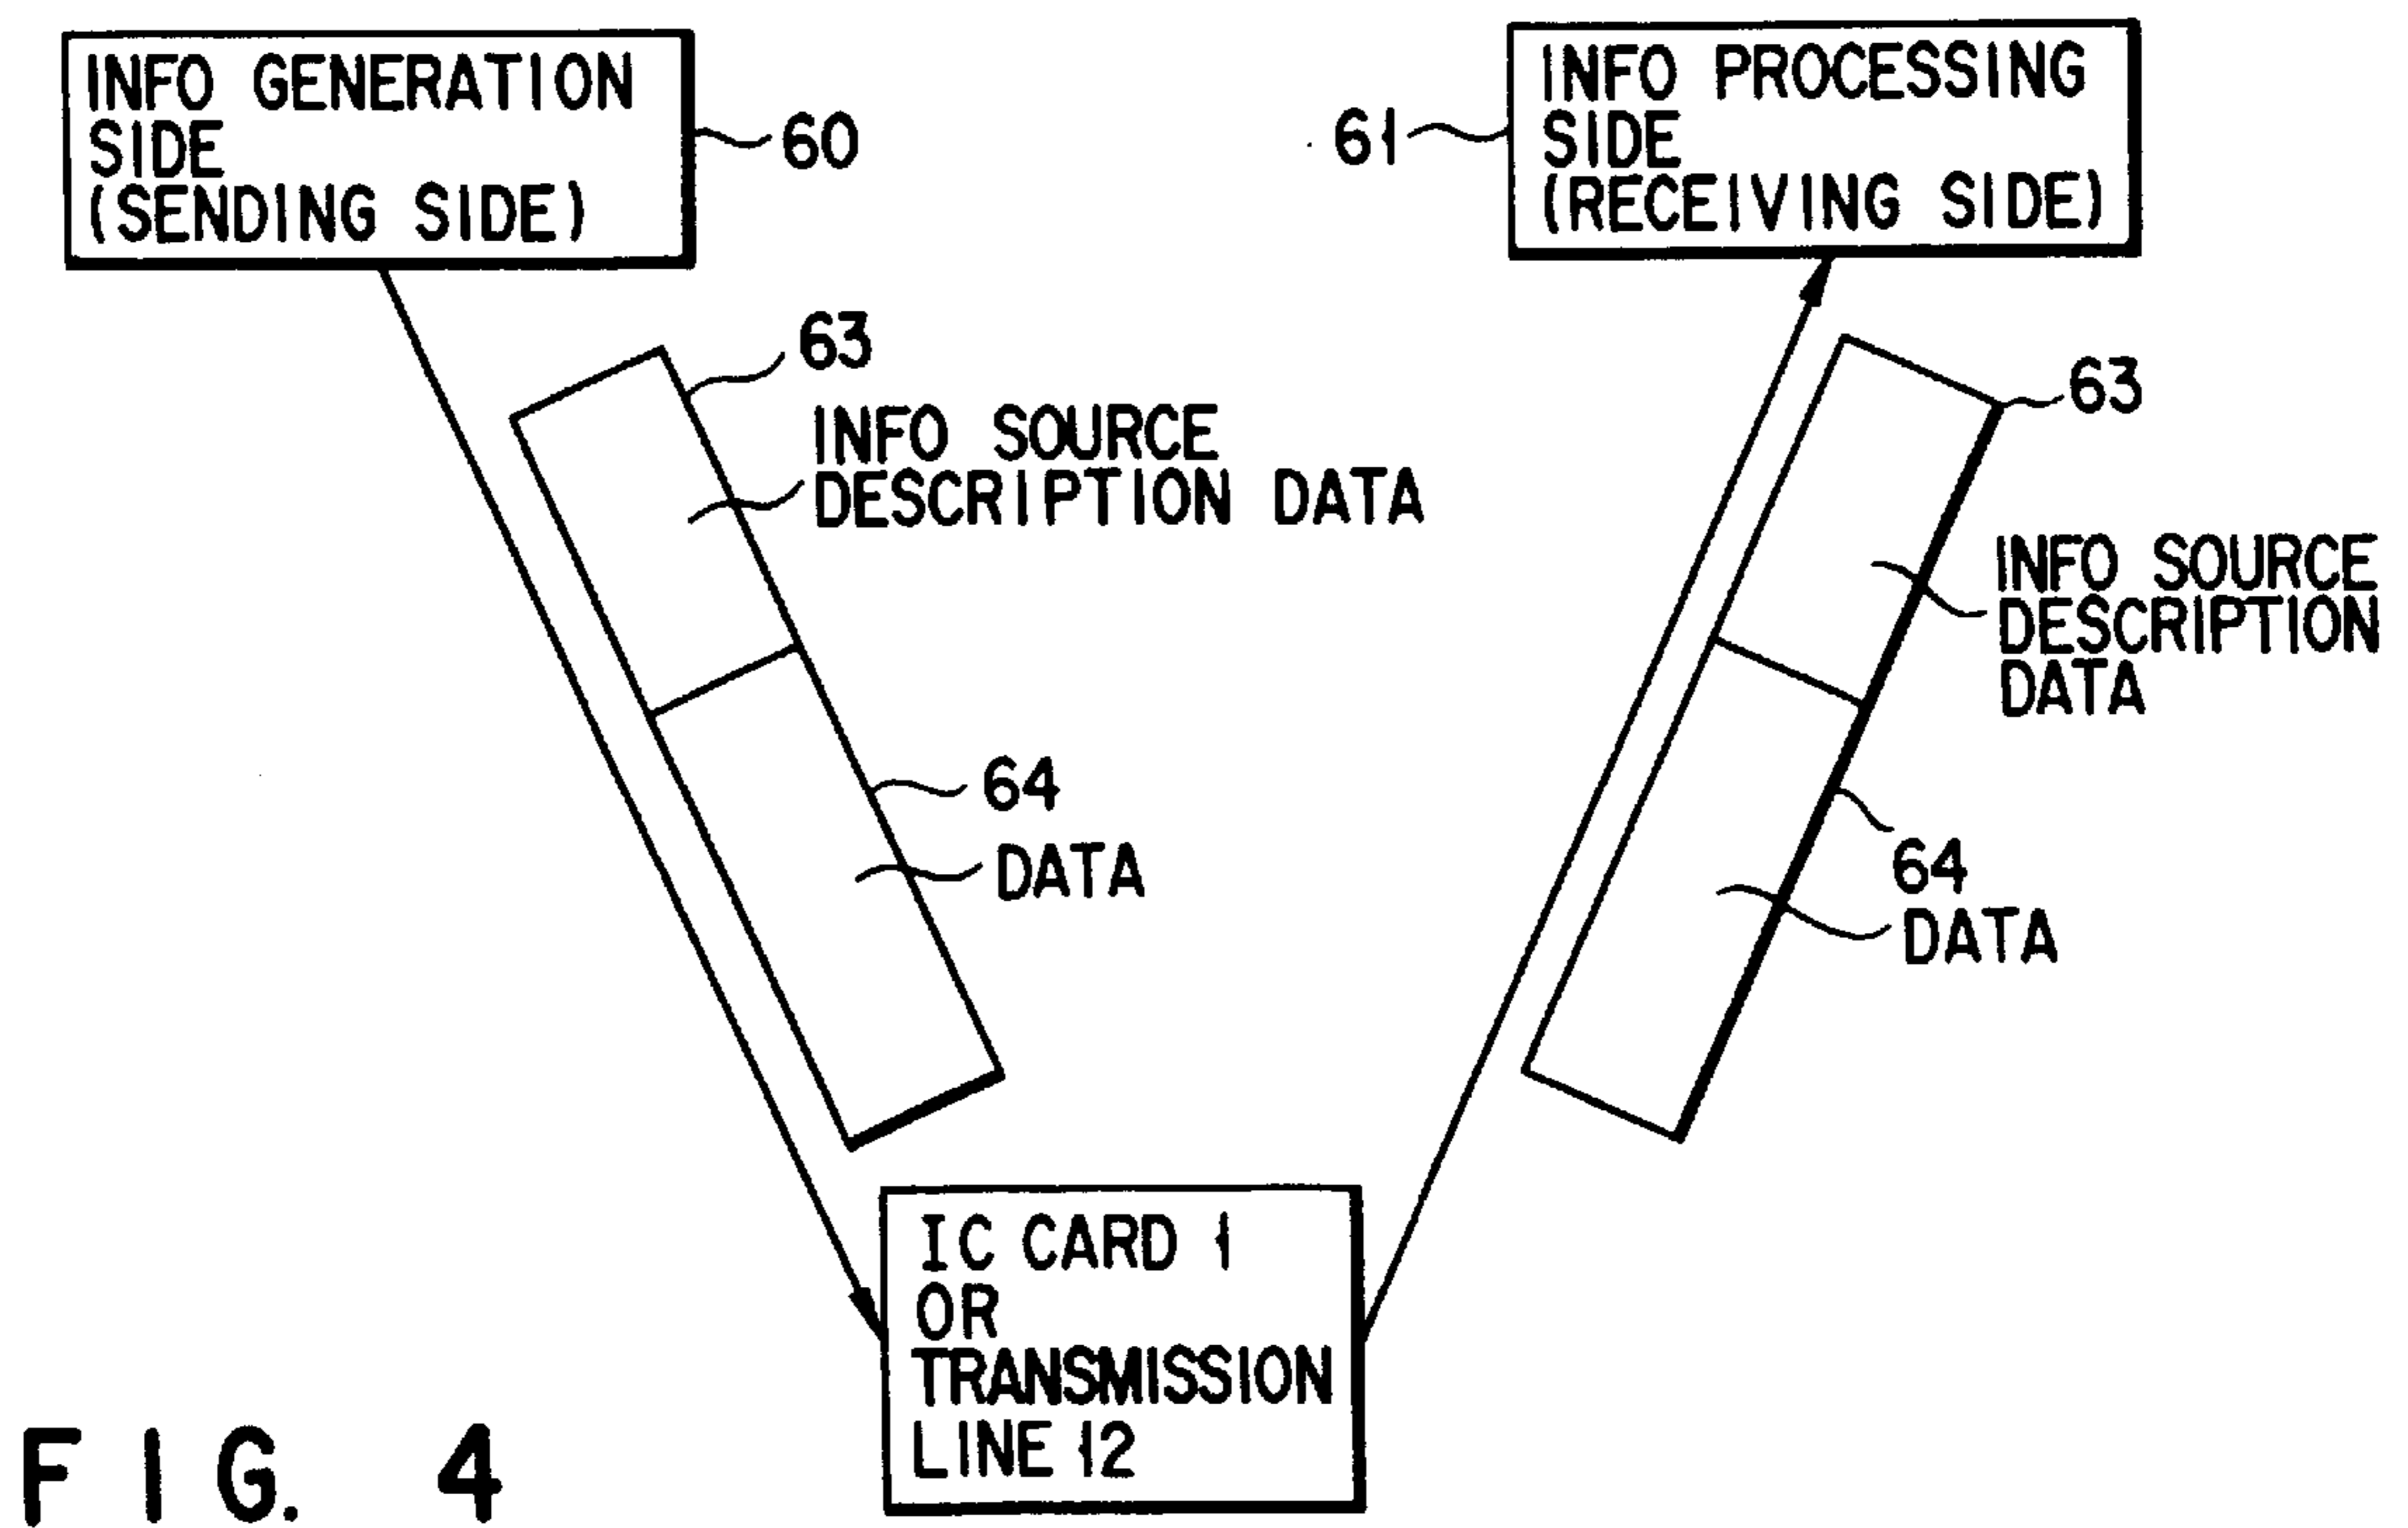 INFO GENERATION
SIDE
(SENDING SIDE)
60
61
INFO PROCESSING
SIDE
(RECEIVING SIDE)
63
INFO SOURCE
DESCRIPTION DATA
64
DATA
63
INFO SOURCE
DESCRIPTION
DATA
64
DATA
IC CARD 1
OR
TRANSMISSION
LINE 12
FIG. 4